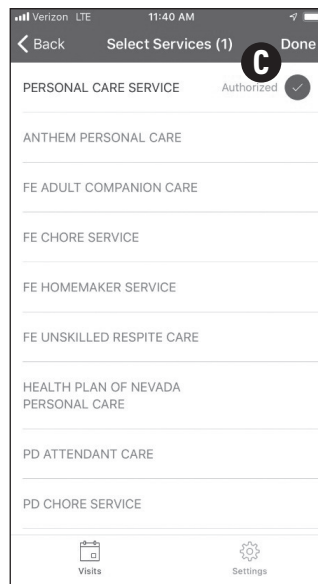 Verizon LTE 11:40 AM
Back Select Services (1) Done
C
PERSONAL CARE SERVICE Authorized
ANTHEM PERSONAL CARE
FE ADULT COMPANION CARE
FE CHORE SERVICE
FE HOMEMAKER SERVICE
FE UNSKILLED RESPITE CARE
HEALTH PLAN OF NEVADA
PERSONAL CARE
PD ATTENDANT CARE
PD CHORE SERVICE
Visits Settings